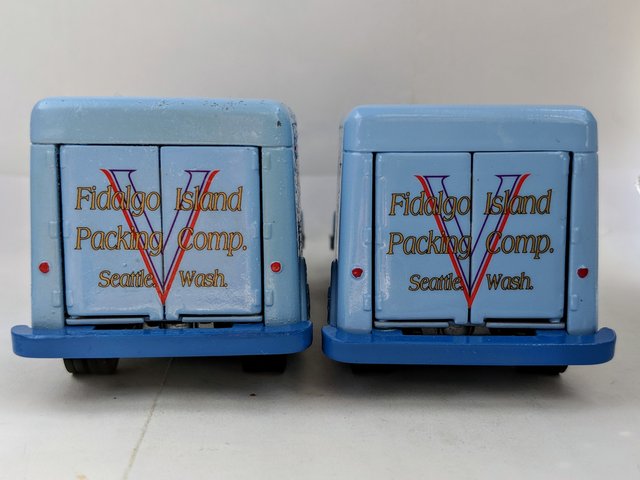 Fidalgo Island
Packing Comp.
Seattle Wash.
V
Fidalgo Island
Packing Comp.
Seattle Wash.
V